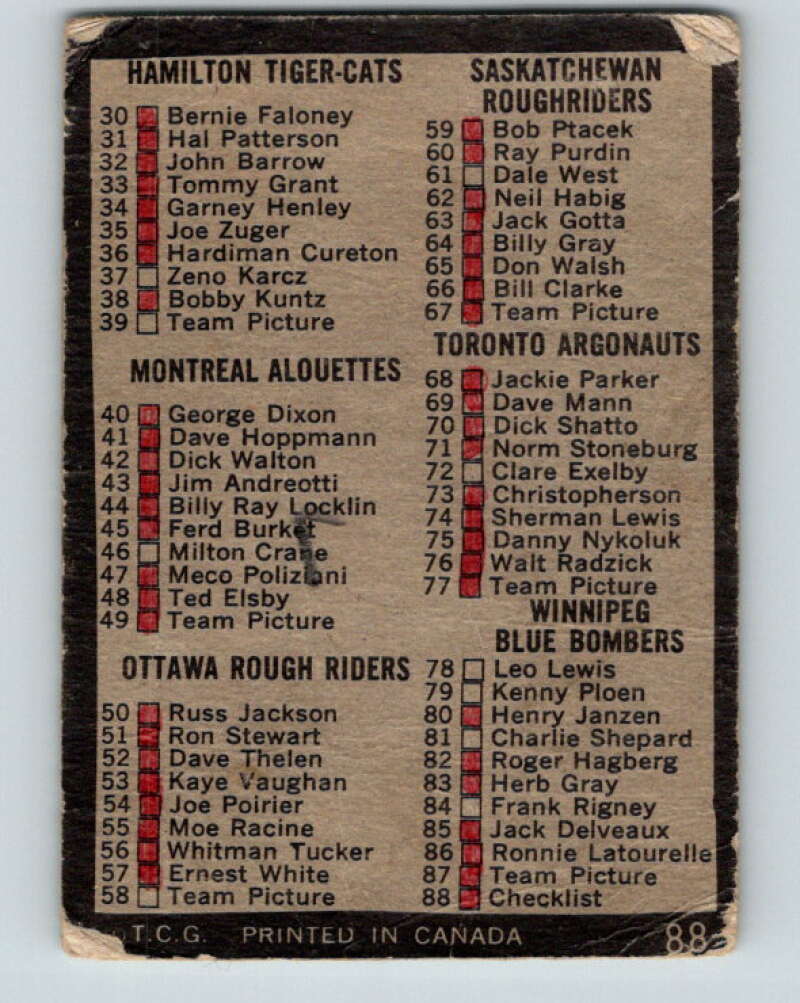 HAMILTON TIGER-CATS
30 Bernie Faloney
31 Hal Patterson
32 John Barrow
33 Tommy Grant
34 Garney Henley
35 Joe Zuger
36 Hardiman Cureton
37 Zeno Karcz
38 Bobby Kuntz
39 Team Picture
MONTREAL ALOUETTES
40 George Dixon
41 Dave Hoppmann
42 Dick Walton
43 Jim Andreotti
44 Billy Ray Locklin
45 Ferd Burket
46 Milton Crane
47 Meco Poliziani
48 Ted Elsby
49 Team Picture
OTTAWA ROUGH RIDERS
50 Russ Jackson
51 Ron Stewart
52 Dave Thelen
53 Kaye Vaughan
54 Joe Poirier
55 Moe Racine
56 Whitman Tucker
57 Ernest White
58 Team Picture
SASKATCHEWAN
ROUGHRIDERS
59 Bob Ptacek
60 Ray Purdin
61 Dale West
62 Neil Habig
63 Jack Gotta
64 Billy Gray
65 Don Walsh
66 Bill Clarke
67 Team Picture
TORONTO ARGONAUTS
68 Jackie Parker
69 Dave Mann
70 Dick Shatto
71 Norm Stoneburg
72 Clare Exelby
73 Christopherson
74 Sherman Lewis
75 Danny Nykoluk
76 Walt Radzick
77 Team Picture
WINNIPEG
BLUE BOMBERS
78 Leo Lewis
79 Kenny Ploen
80 Henry Janzen
81 Charlie Shepard
82 Roger Hagberg
83 Herb Gray
84 Frank Rigney
85 Jack Delveaux
86 Ronnie Latourelle
87 Team Picture
88 Checklist
T.C.G. PRINTED IN CANADA 88